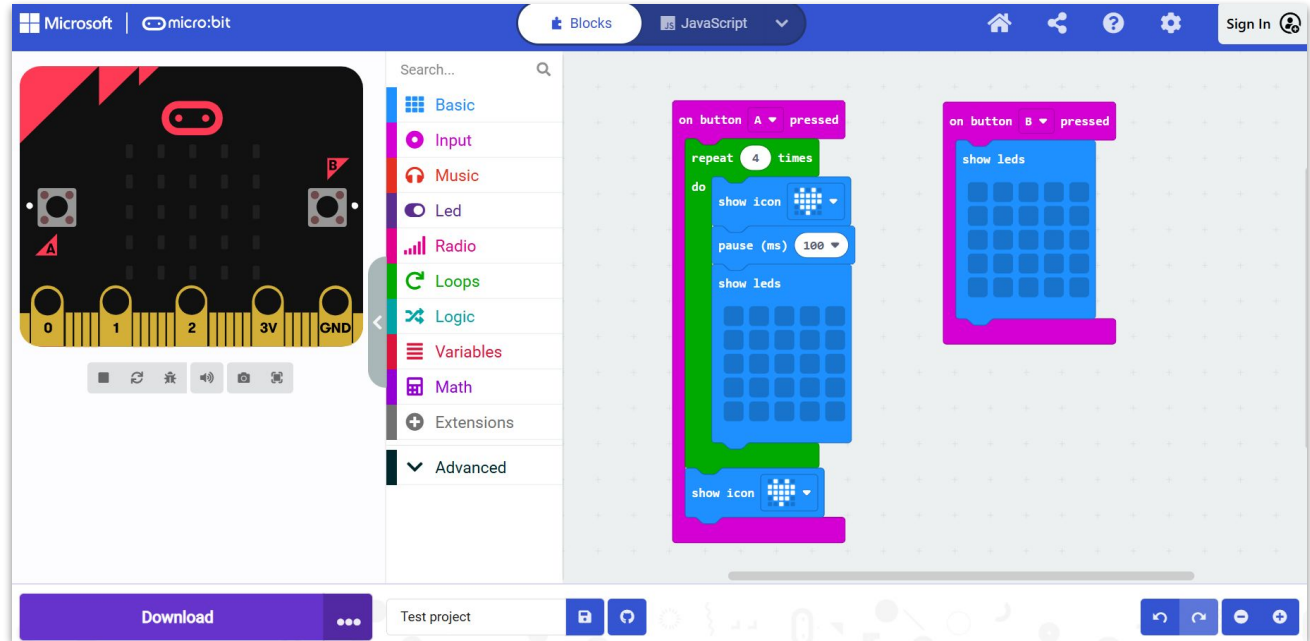 Microsoft | micro:bit
Blocks
JS JavaScript
Sign In
B
A
0 1 2 3V GND
Search...
Basic
Input
Music
Led
Radio
Loops
Logic
Variables
Math
Extensions
Advanced
on button A pressed
repeat 4 times
do
show icon
pause (ms) 100
show leds
show icon
on button B pressed
show leds
Download
Test project